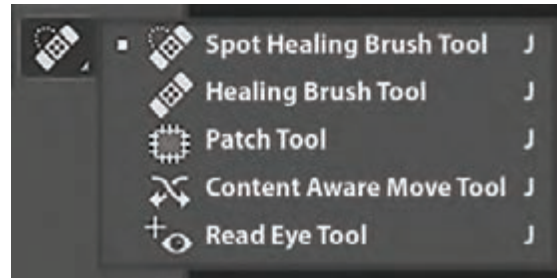 Spot Healing Brush Tool J
Healing Brush Tool J
Patch Tool J
Content Aware Move Tool J
Read Eye Tool J